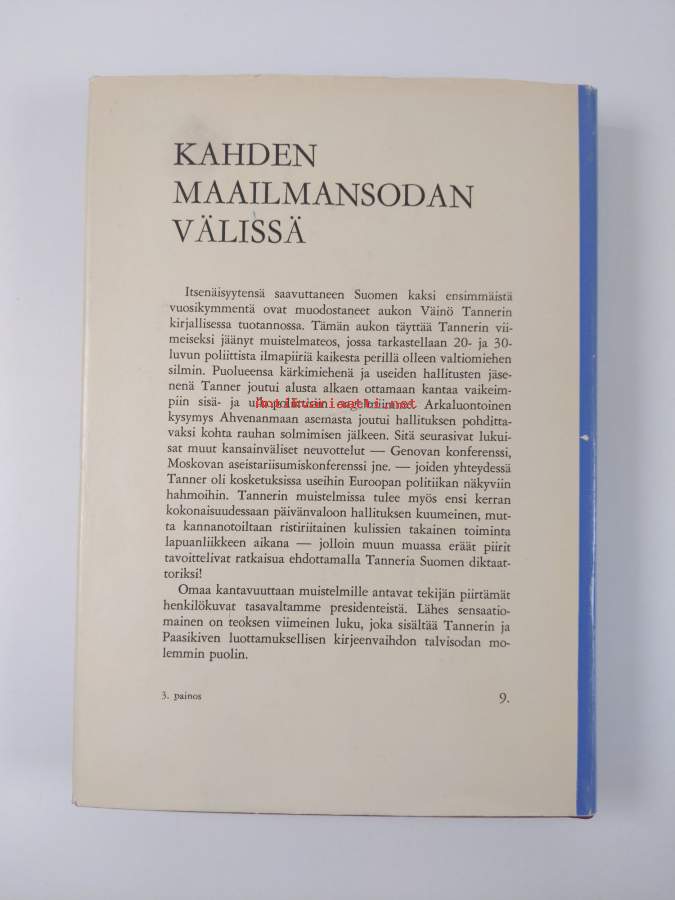 KAHDEN
MAAILMANSODAN
VÄLISSÄ
Itsenäisyytensä saavuttaneen Suomen kaksi ensimmäistä
vuosikymmentä ovat muodostaneet aukon Väinö Tannerin
kirjallisessa tuotannossa. Tämän aukon täyttää Tannerin vii-
meiseksi jäänyt muistelmateos, jossa tarkastellaan 20- ja 30-
luvun poliittista ilmapiiriä kaikesta perillä olleen valtiomiehen
silmin. Puolueensa kärkimiehenä ja useiden hallitusten jäse-
nenä Tanner joutui alusta alkaen ottamaan kantaa vaikeim-
piin sisä- ja ulkopoliittisiin Arkaluontoinen
kysymys Ahvenanmaan asemasta joutui hallituksen pohditta-
vaksi kohta rauhan solmimisen jälkeen. Sitä seurasivat lukui-
sat muut kansainväliset neuvottelut — Genovan konferenssi,
Moskovan aseistariisumiskonferenssi jne. — joiden yhteydessä
Tanner oli kosketuksissa useihin Euroopan politiikan näkyviin
hahmoihin. Tannerin muistelmissa tulee myös ensi kerran
kokonaisuudessaan päivänvaloon hallituksen kuumeinen, mut-
ta kannanotoiltaan ristiriitainen kulissien takainen toiminta
lapuanliikkeen aikana — jolloin muun muassa eräät piirit
tavoittelivat ratkaisua ehdottamalla Tanneria Suomen diktaat-
toriksi!
Omaa kantavuuttaan muistelmille antavat tekijän piirtämät
henkilökuvat tasavaltamme presidenteistä. Lähes sensaatio-
mainen on teoksen viimeinen luku, joka sisältää Tannerin ja
Paasikiven luottamuksellisen kirjeenvaihdon talvisodan mo-
lemmin puolin.
3. painos 9.